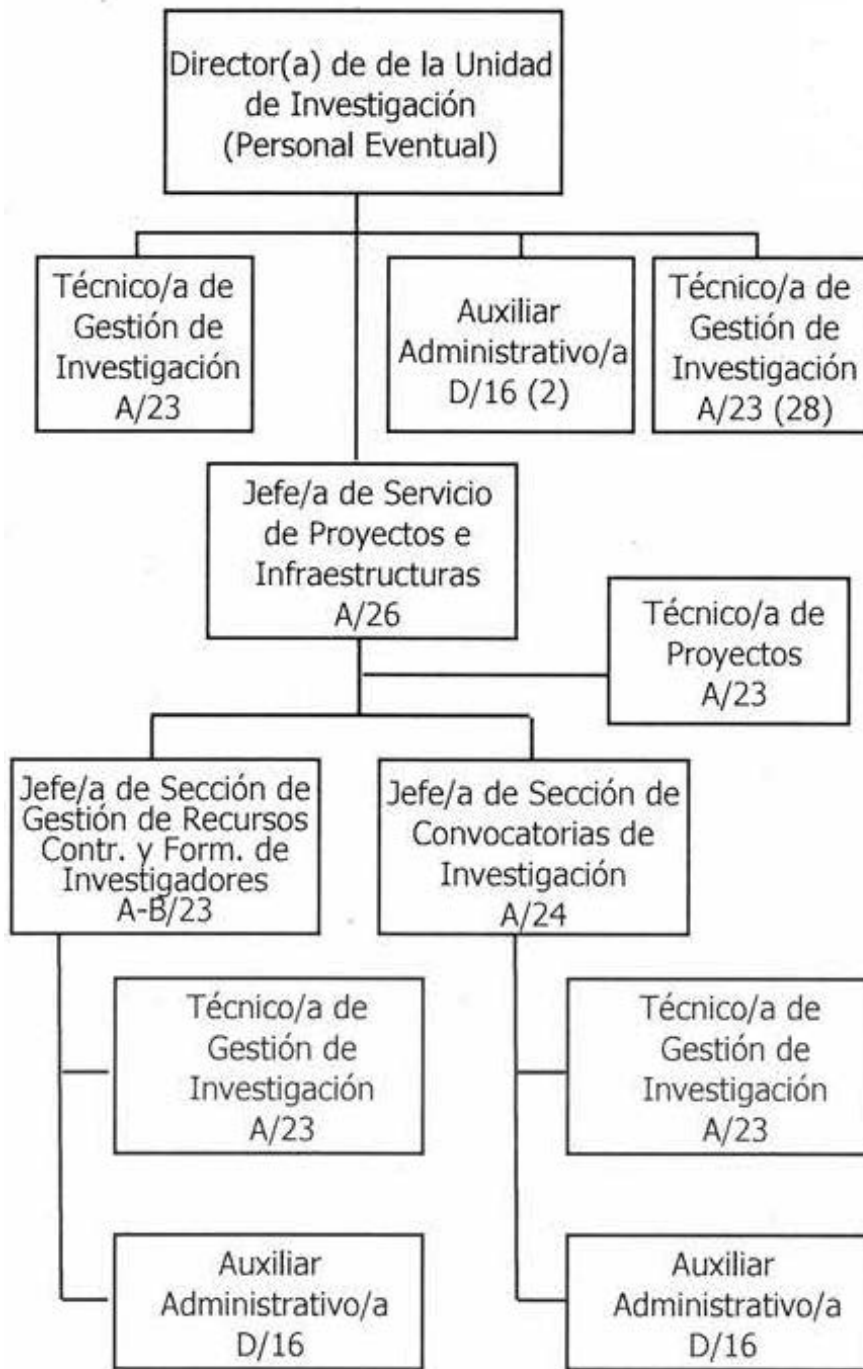 Director(a) de de la Unidad
de Investigación
(Personal Eventual)
Técnico/a de
Gestión de
Investigación
A/23
Auxiliar
Administrativo/a
D/16 (2)
Técnico/a de
Gestión de
Investigación
A/23 (28)
Jefe/a de Servicio
de Proyectos e
Infraestructuras
A/26
Técnico/a de
Proyectos
A/23
Jefe/a de Sección de
Gestión de Recursos
Contr. y Form. de
Investigadores
A-B/23
Jefe/a de Sección de
Convocatorias de
Investigación
A/24
Técnico/a de
Gestión de
Investigación
A/23
Técnico/a de
Gestión de
Investigación
A/23
Auxiliar
Administrativo/a
D/16
Auxiliar
Administrativo/a
D/16